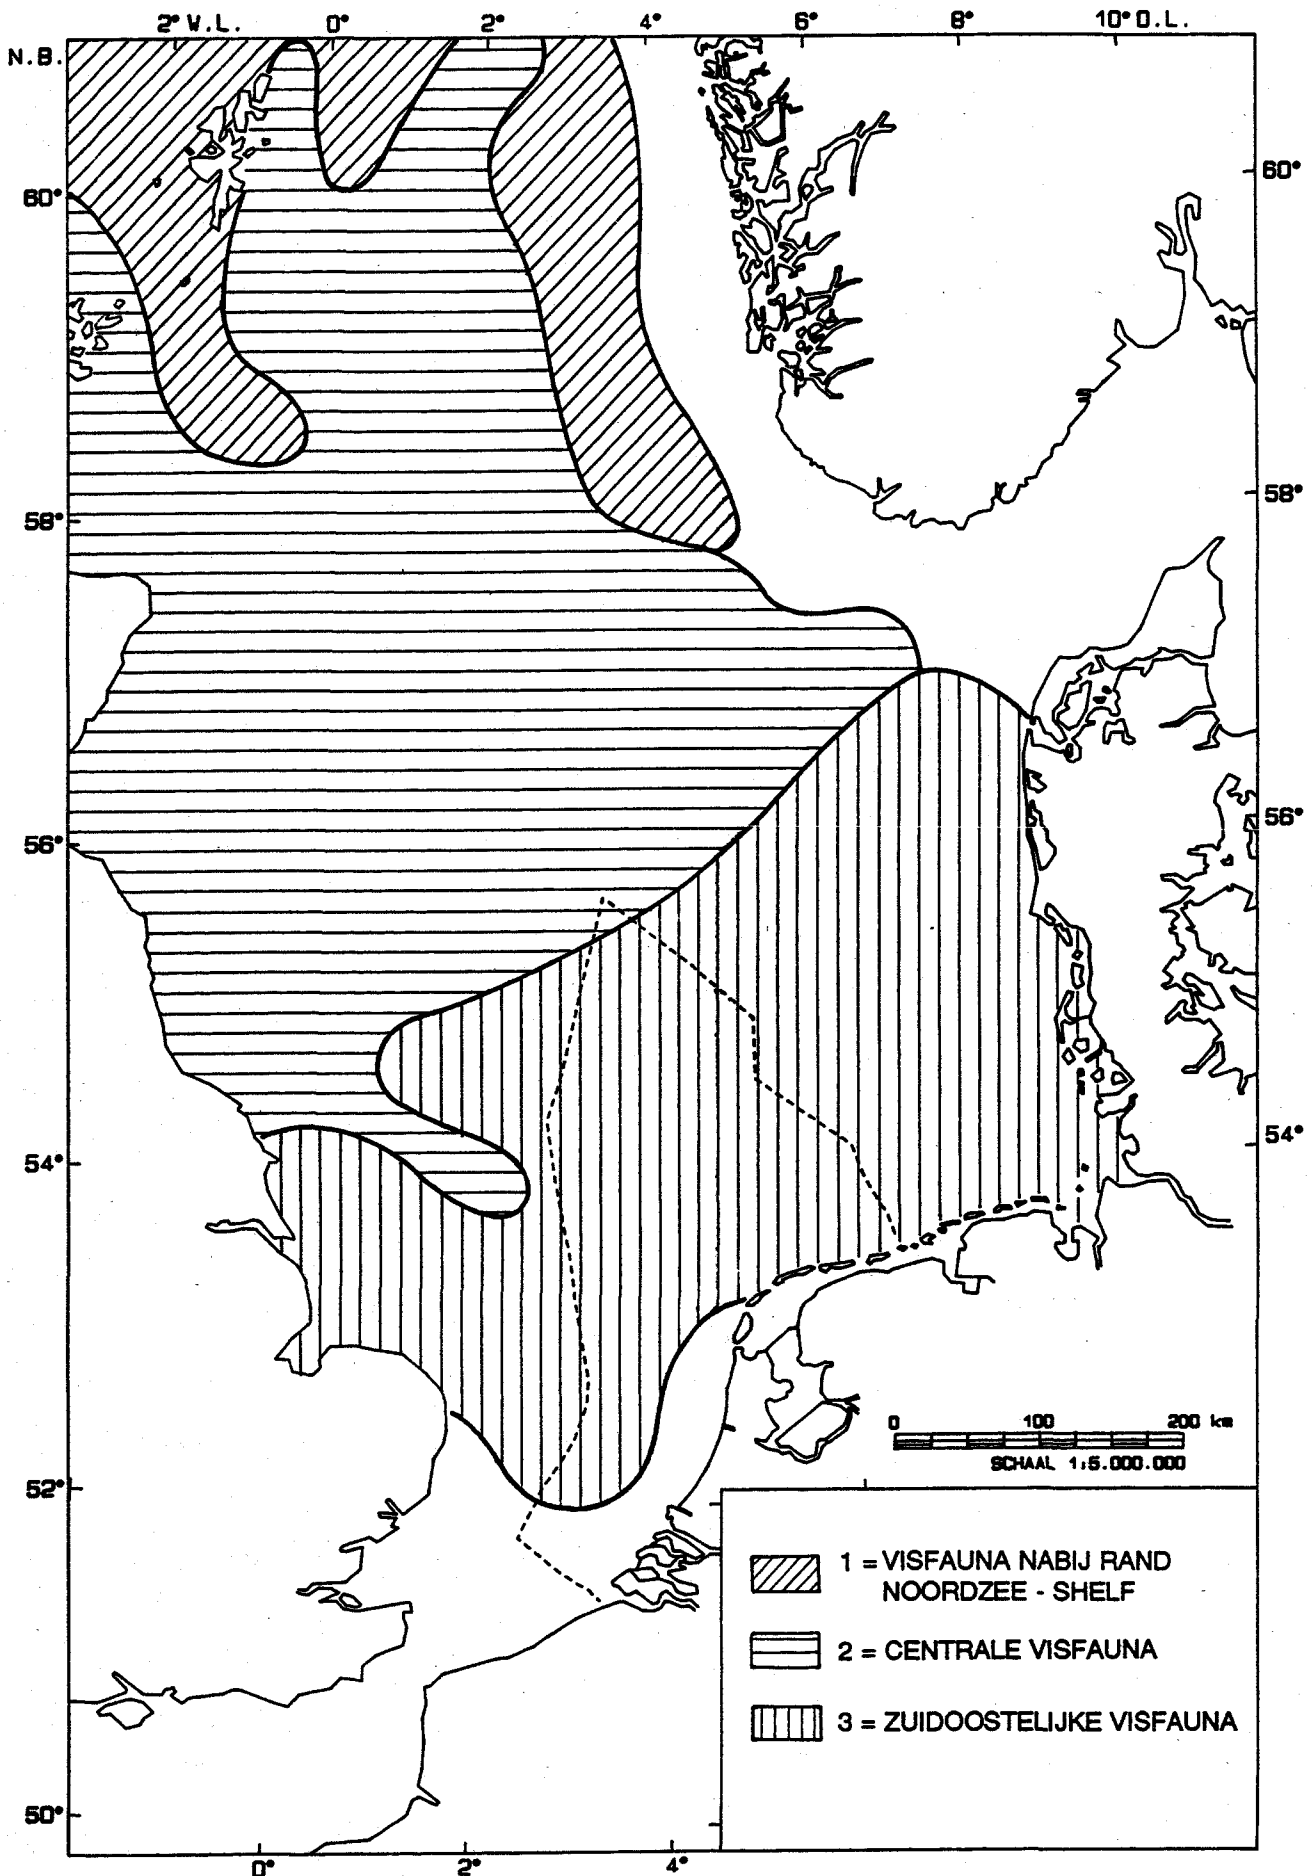 2° W.L. 0° 2° 4° 6° 8° 10° O.L.
N.B.
60° 60°
58° 58°
56° 56°
54° 54°
0 100 200 km
SCHAAL 1:5.000.000
52°
1 = VISFAUNA NABIJ RAND
NOORDZEE - SHELF
2 = CENTRALE VISFAUNA
3 = ZUIDOOSTELIJKE VISFAUNA
50°
0° 2° 4°